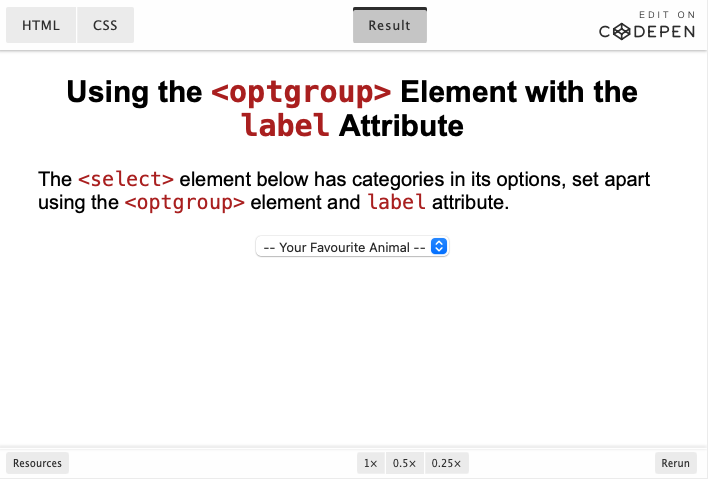 HTML CSS Result EDIT ON
CODEPEN
Using the <optgroup> Element with the
label Attribute
The <select> element below has categories in its options, set apart
using the <optgroup> element and label attribute.
-- Your Favourite Animal --
Resources 1× 0.5× 0.25× Rerun